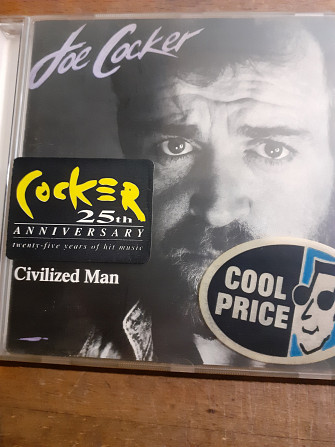 Joe Cocker
COCKER
25th
ANNIVERSARY
twenty-five years of hit music
Civilized Man
COOL
PRICE